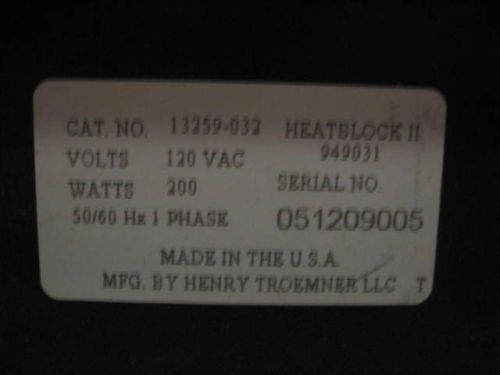 CAT. NO. 13259-032 HEATBLOCK II
VOLTS 120 VAC 949031
WATTS 200 SERIAL NO.
50/60 Hz 1 PHASE 051209005
MADE IN THE U.S.A.
MFG. BY HENRY TROEMNER LLC T